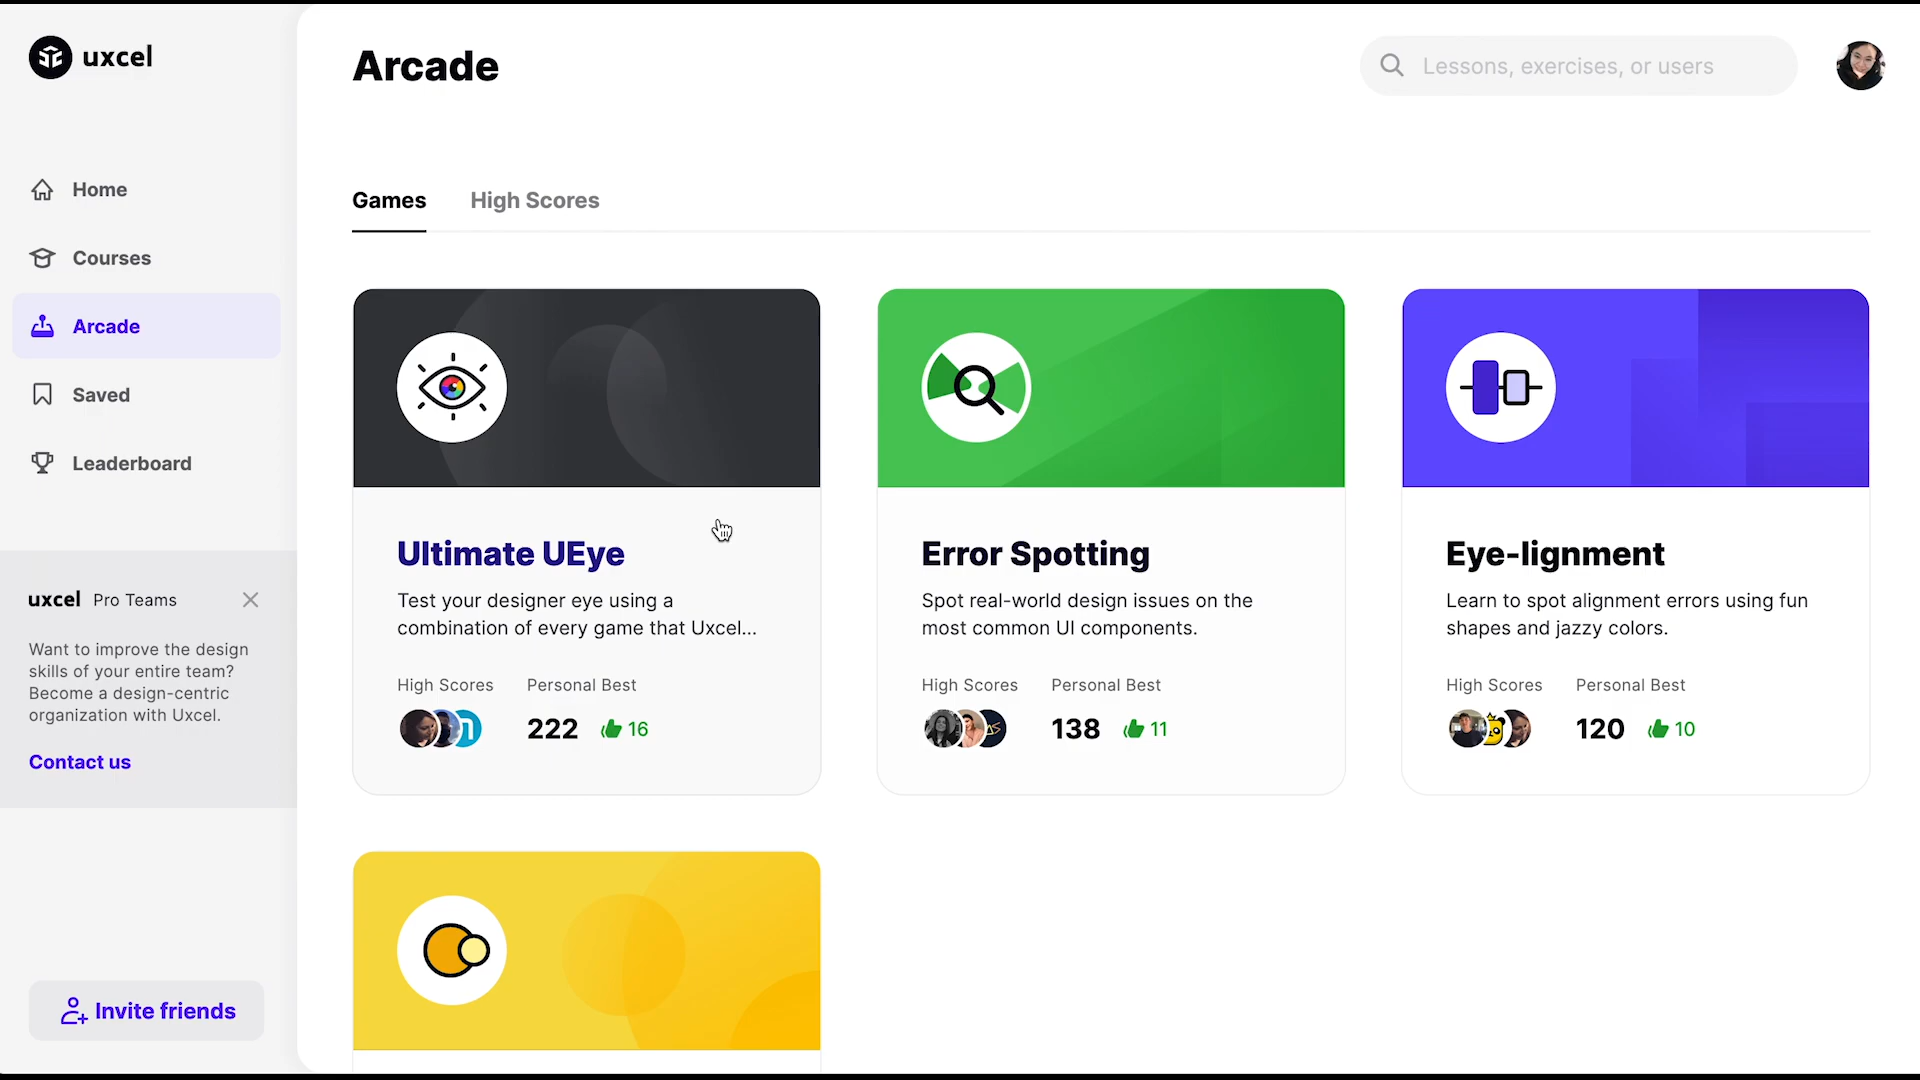 uxcel
Home
Courses
Arcade
Saved
Leaderboard
uxcel Pro Teams
Want to improve the design
skills of your entire team?
Become a design-centric
organization with Uxcel.
Contact us
Invite friends
Arcade
Lessons, exercises, or users
Games High Scores
Ultimate UEye
Test your designer eye using a
combination of every game that Uxcel...
High Scores Personal Best
222 16
Error Spotting
Spot real-world design issues on the
most common UI components.
High Scores Personal Best
138 11
Eye-lignment
Learn to spot alignment errors using fun
shapes and jazzy colors.
High Scores Personal Best
120 10